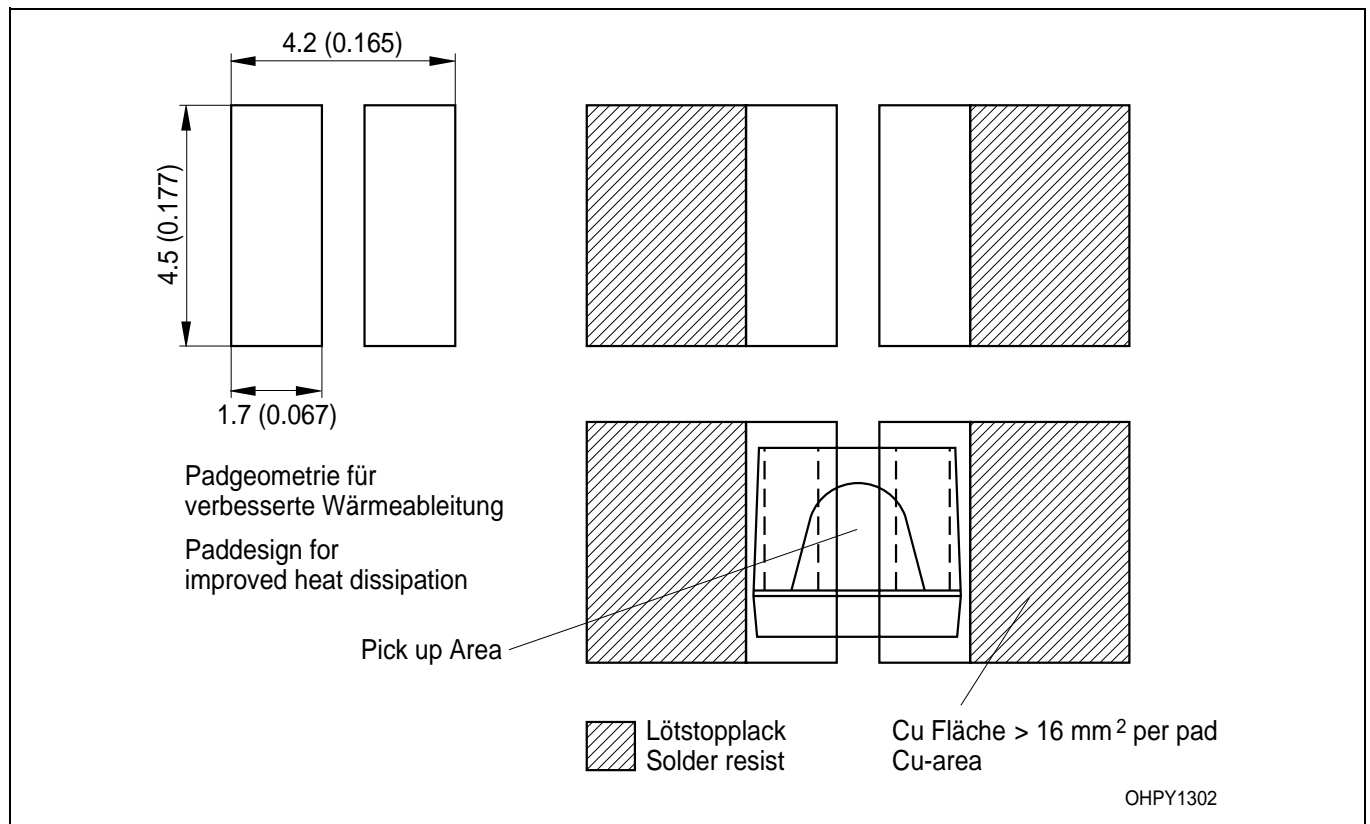 4.2 (0.165)
4.5 (0.177)
1.7 (0.067)
Padgeometrie für
verbesserte Wärmeableitung
Paddesign for
improved heat dissipation
Pick up Area
Lötstopplack
Solder resist
Cu Fläche > 16 mm² per pad
Cu-area
OHPY1302